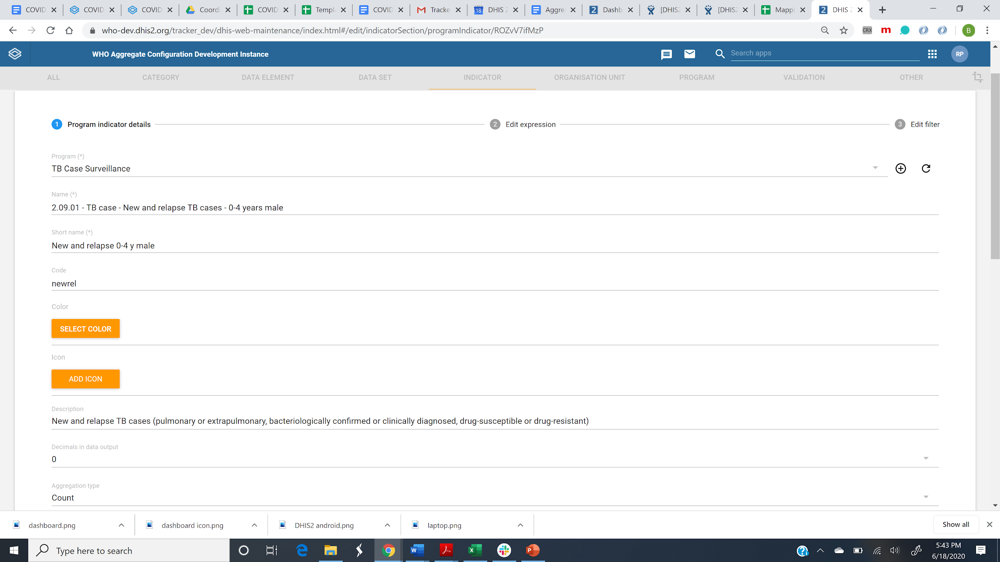 COVID COVID COVID Coordi COVID Templ COVID Tracke 18 DHIS 2 Aggre 2 Dashb [DHIS2 [DHIS2 Mappi 2 DHIS 2
who-dev.dhis2.org/tracker_dev/dhis-web-maintenance/index.html#/edit/indicatorSection/programIndicator/ROZvV7ifMzP CRX m B
WHO Aggregate Configuration Development Instance Search apps RP
ALL CATEGORY DATA ELEMENT DATA SET INDICATOR ORGANISATION UNIT PROGRAM VALIDATION OTHER
1 Program indicator details 2 Edit expression 3 Edit filter
Program (*)
TB Case Surveillance
Name (*)
2.09.01 - TB case - New and relapse TB cases - 0-4 years male
Short name (*)
New and relapse 0-4 y male
Code
newrel
Color
SELECT COLOR
Icon
ADD ICON
Description
New and relapse TB cases (pulmonary or extrapulmonary, bacteriologically confirmed or clinically diagnosed, drug-susceptible or drug-resistant)
Decimals in data output
0
Aggregation type
Count
dashboard.png dashboard icon.png DHIS2 android.png laptop.png Show all
Type here to search 5:43 PM
6/18/2020